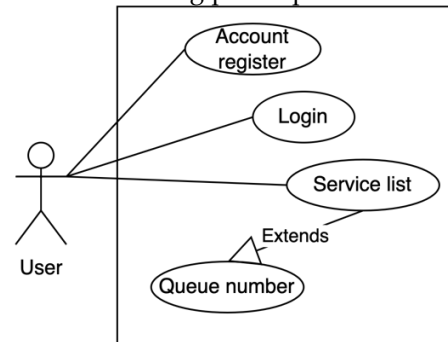 Account
register
Login
Service list
Extends
Queue number
User